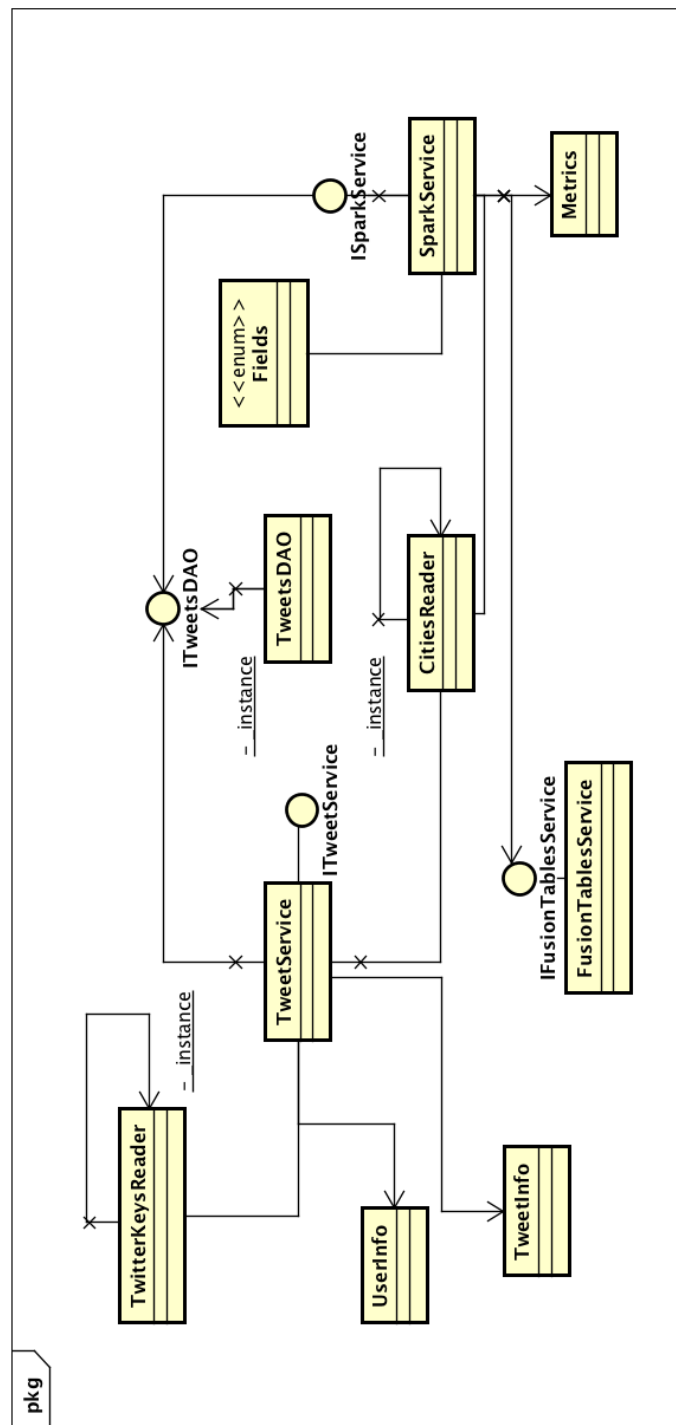 pkg
TwitterKeysReader
- _instance
UserInfo
TweetInfo
TweetService
ITweetService
ITweetsDAO
- _instance
TweetsDAO
- _instance
CitiesReader
IFusionTablesService
FusionTablesService
<<enum>>
Fields
ISparkService
SparkService
Metrics